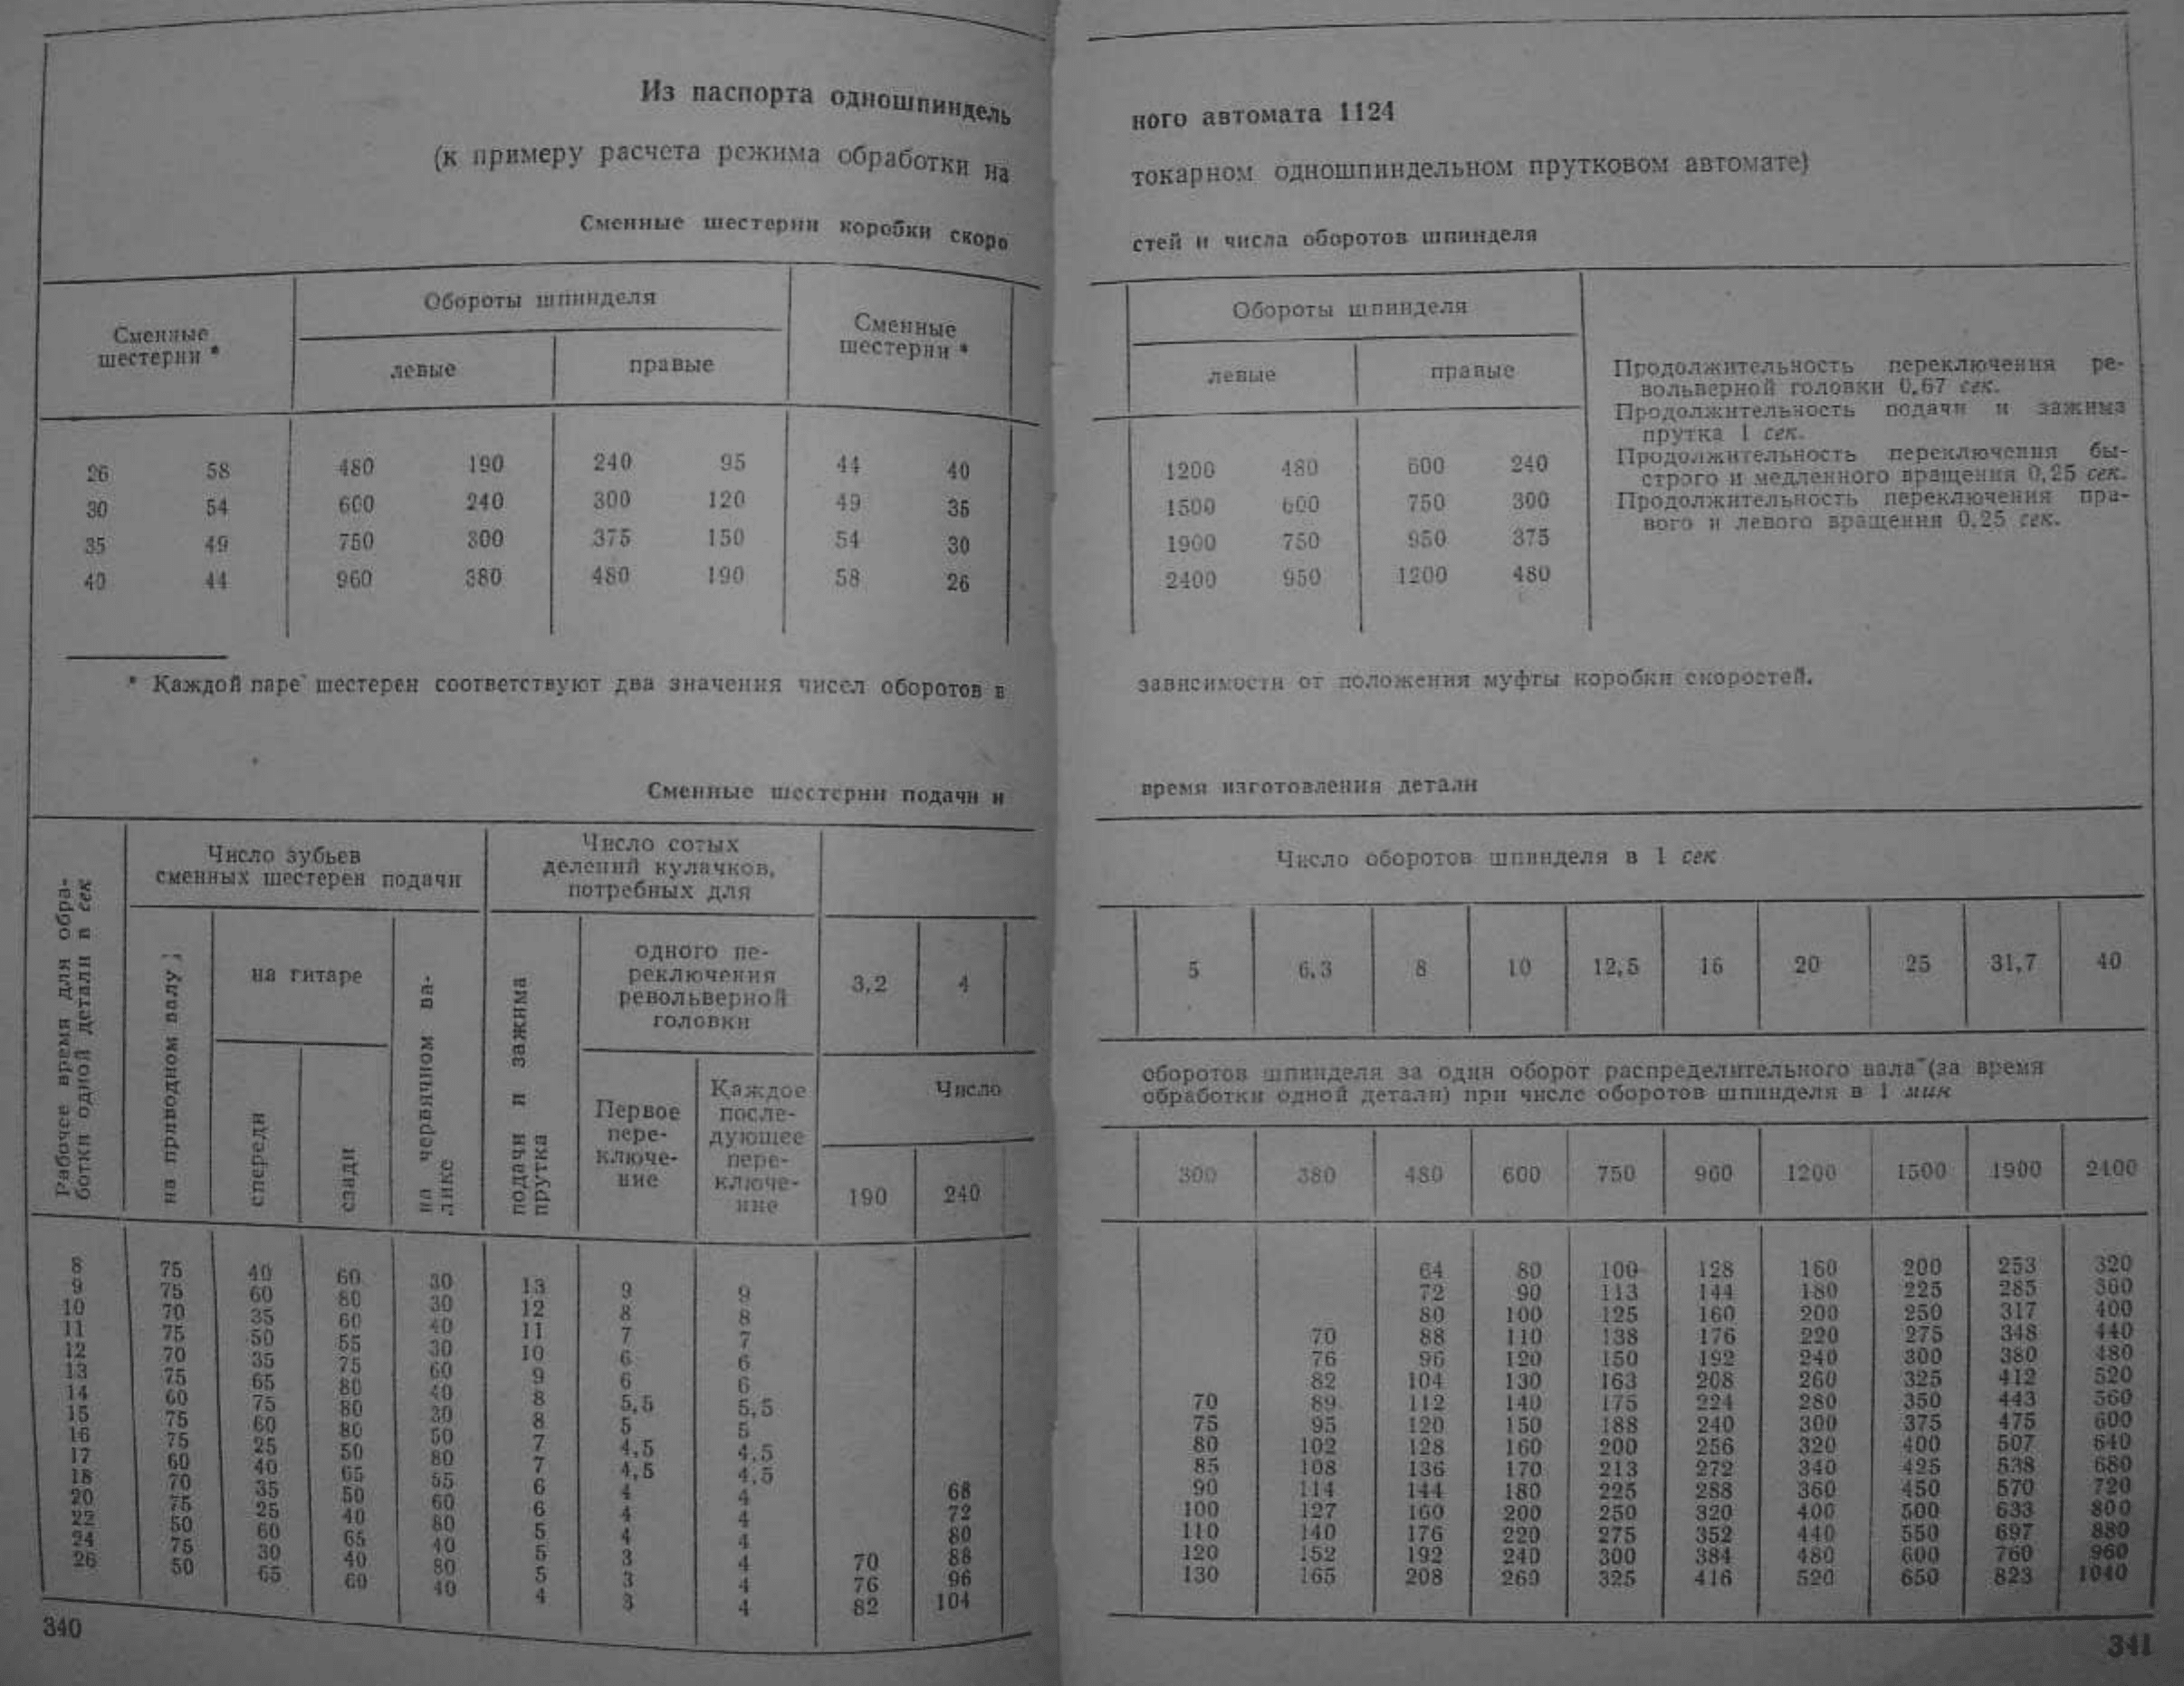 Из паспорта одношпиндель
(к примеру расчета режима обработки на
Сменные шестерни коробки скоро
Сменные
шестерни *
Обороты шпинделя
левые
правые
Сменные
шестерни *
26 58 480 190 240 95 44 40
30 54 600 240 300 120 49 35
35 49 750 300 375 150 54 30
40 44 960 380 480 190 58 26
* Каждой паре шестерен соответствуют два значения чисел оборотов в
Сменные шестерни подачи и
Рабочее время для обра-
ботки одной детали в сек
Число зубьев
сменных шестерен подачи
на приводном валу
на гитаре
спереди
сзади
на червячном ва-
лике
Число сотых
делений кулачков,
потребных для
подачи и зажима
прутка
одного пе-
реключения
револьверной
головки
Первое
пере-
ключе-
ние
Каждое
после-
дующее
пере-
ключе-
ние
3,2 4
Число
190 240
8 75 40 60 30 13 9 9
9 75 60 80 30 12 8 8
10 70 35 60 40 11 7 7
11 75 50 55 30 10 6 6
12 70 35 75 60 9 6 6
13 75 65 80 40 8 5,5 5,5
14 60 75 80 30 8 5 5
15 75 60 80 50 7 4,5 4,5
16 75 25 50 80 7 4,5 4,5
17 60 40 65 55 6 4 4 68
18 70 35 50 60 6 4 4 72
20 75 25 40 80 5 4 4 80
22 50 60 65 40 5 3 4 70 88
24 75 30 40 80 5 3 4 76 96
26 50 65 60 40 4 3 4 82 104
340
ного автомата 1124
токарном одношпиндельном прутковом автомате)
стей и числа оборотов шпинделя
Обороты шпинделя
левые
правые
1200 480 600 240
1500 600 750 300
1900 750 950 375
2400 950 1200 480
Продолжительность переключения ре-
вольверной головки 0,67 сек.
Продолжительность подачи и зажима
прутка 1 сек.
Продолжительность переключения бы-
строго и медленного вращения 0,25 сек.
Продолжительность переключения пра-
вого и левого вращения 0,25 сек.
зависимости от положения муфты коробки скоростей.
время изготовления детали
Число оборотов шпинделя в 1 сек
5 6,3 8 10 12,5 16 20 25 31,7 40
оборотов шпинделя за один оборот распределительного вала (за время
обработки одной детали) при числе оборотов шпинделя в 1 мин
300 380 480 600 750 960 1200 1500 1900 2400
64 80 100 128 160 200 253 320
72 90 113 144 180 225 285 360
80 100 125 160 200 250 317 400
70 88 110 138 176 220 275 348 440
76 96 120 150 192 240 300 380 480
82 104 130 163 208 260 325 412 520
70 89 112 140 175 224 280 350 443 560
75 95 120 150 188 240 300 375 475 600
80 102 128 160 200 256 320 400 507 640
85 108 136 170 213 272 340 425 538 680
90 114 144 180 225 288 360 450 570 720
100 127 160 200 250 320 400 500 633 800
110 140 176 220 275 352 440 550 697 880
120 152 192 240 300 384 480 600 760 960
130 165 208 260 325 416 520 650 823 1040
341